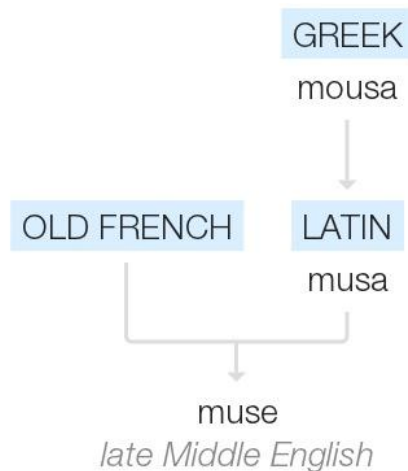 GREEK
mousa
OLD FRENCH
LATIN
musa
muse
late Middle English